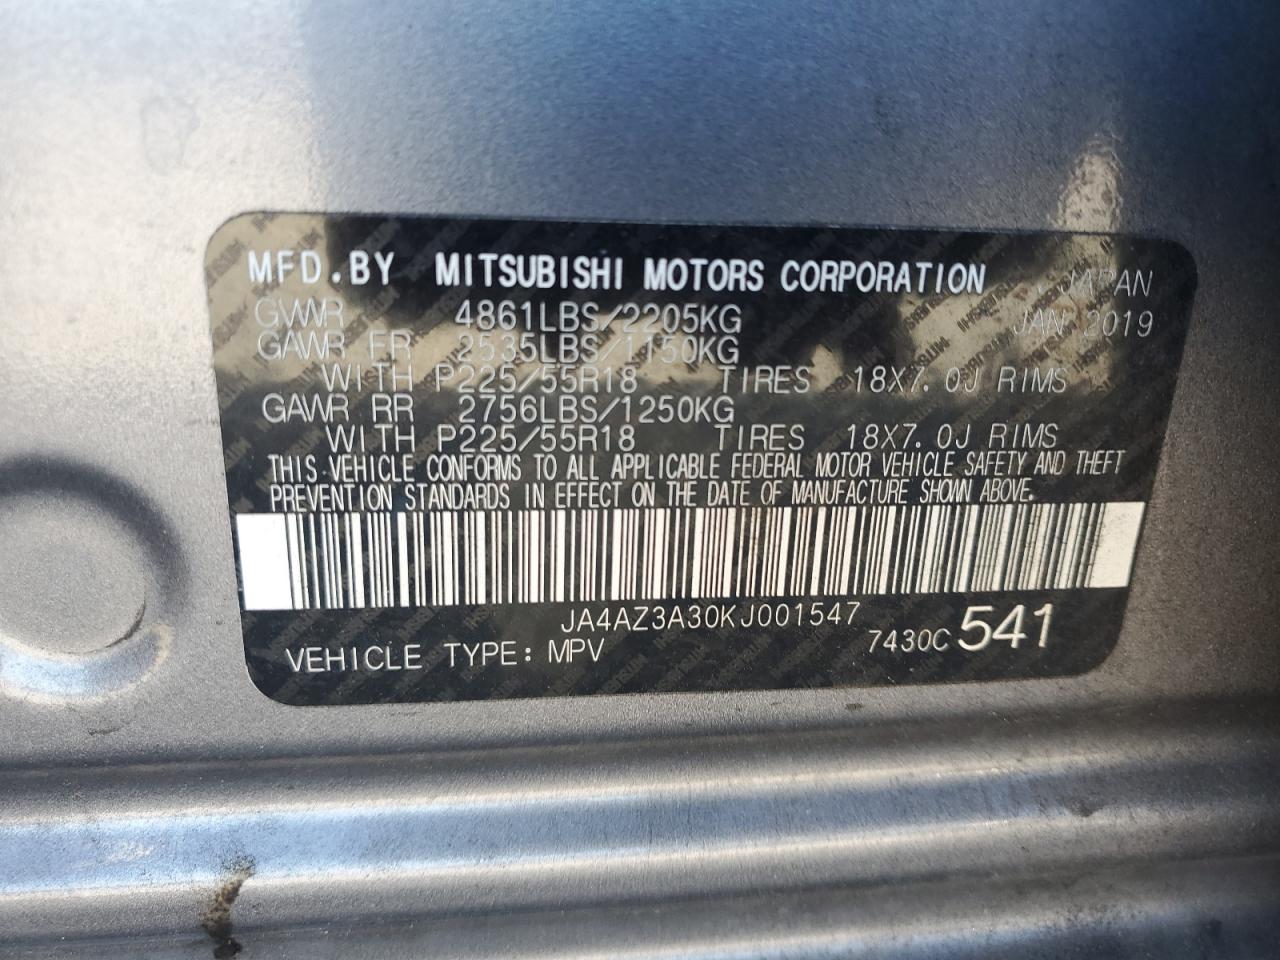 MFD.BY MITSUBISHI MOTORS CORPORATION JAPAN
GVWR 4861LBS/2205KG JAN. 2019
GAWR FR 2535LBS/1150KG
WITH P225/55R18 TIRES 18X7.0J RIMS
GAWR RR 2756LBS/1250KG
WITH P225/55R18 TIRES 18X7.0J RIMS
THIS VEHICLE CONFORMS TO ALL APPLICABLE FEDERAL MOTOR VEHICLE SAFETY AND THEFT
PREVENTION STANDARDS IN EFFECT ON THE DATE OF MANUFACTURE SHOWN ABOVE.
JA4AZ3A30KJ001547
VEHICLE TYPE: MPV 7430C 541